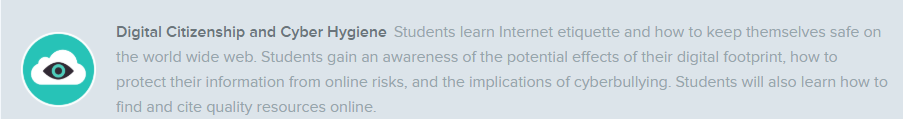 Digital Citizenship and Cyber Hygiene Students learn Internet etiquette and how to keep themselves safe on
the world wide web. Students gain an awareness of the potential effects of their digital footprint, how to
protect their information from online risks, and the implications of cyberbullying. Students will also learn how to
find and cite quality resources online.